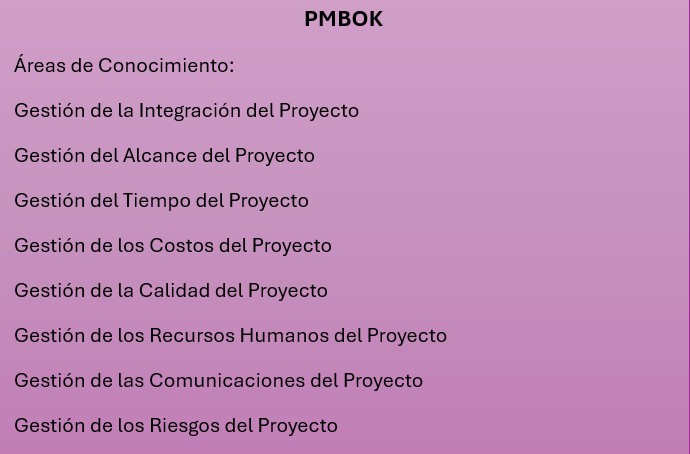 PMBOK
Áreas de Conocimiento:
Gestión de la Integración del Proyecto
Gestión del Alcance del Proyecto
Gestión del Tiempo del Proyecto
Gestión de los Costos del Proyecto
Gestión de la Calidad del Proyecto
Gestión de los Recursos Humanos del Proyecto
Gestión de las Comunicaciones del Proyecto
Gestión de los Riesgos del Proyecto